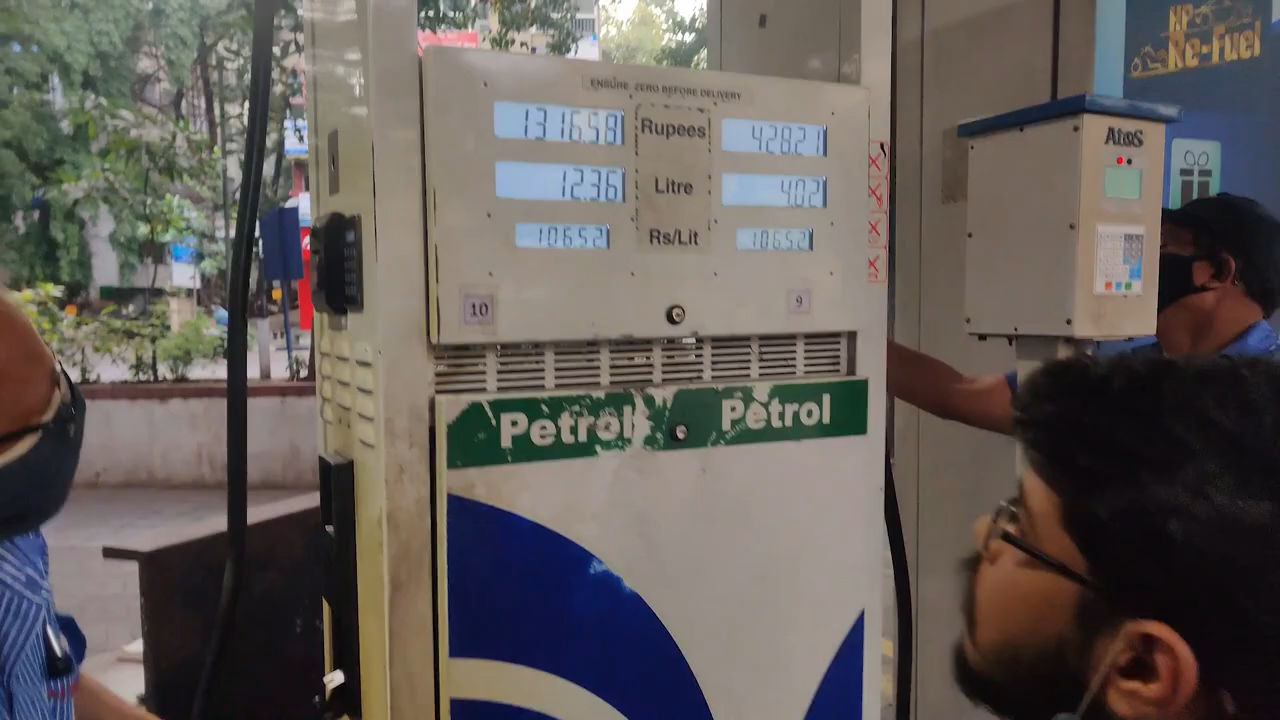 HP
Re-Fuel
ENSURE ZERO BEFORE DELIVERY
1316.58 Rupees 428.21
12.36 Litre 4.02
106.52 Rs/Lit 106.52
10 9
Petrol Petrol